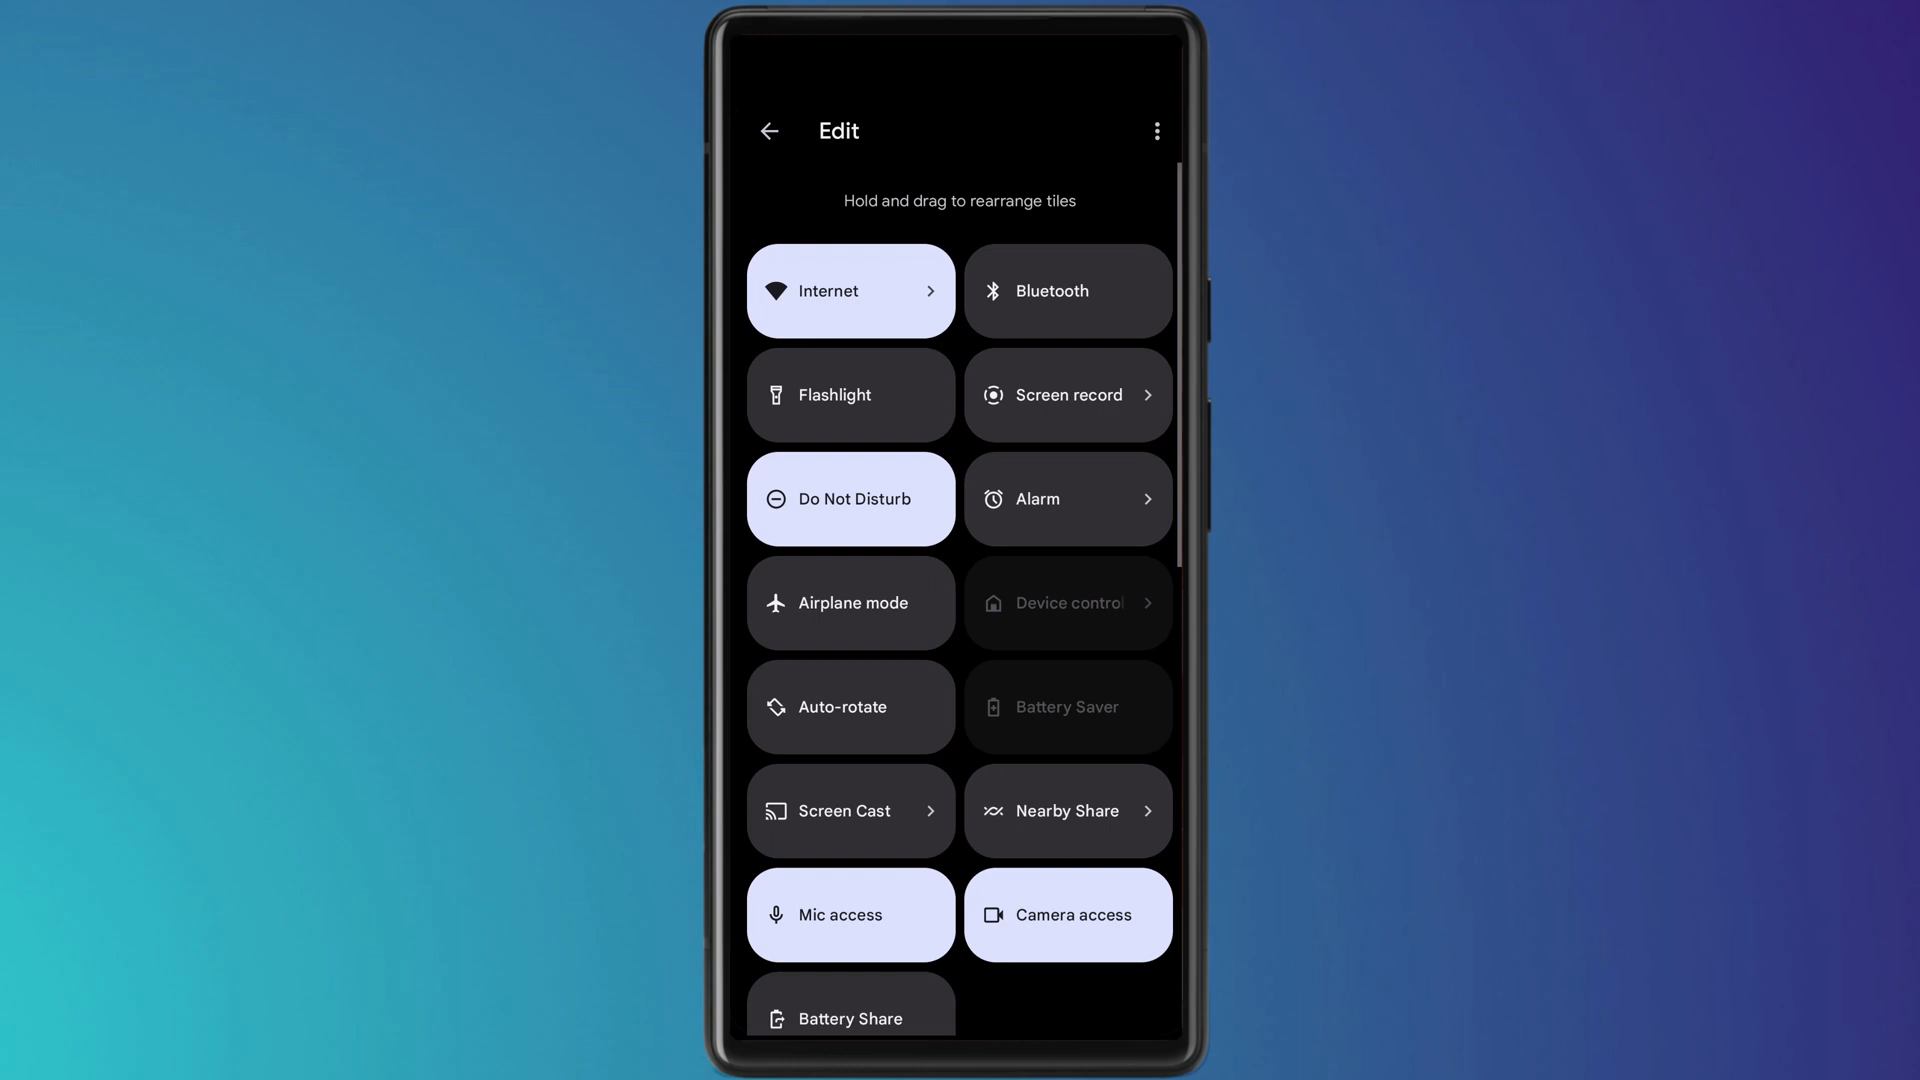 Edit
Hold and drag to rearrange tiles
Internet
Bluetooth
Flashlight
Screen record
Do Not Disturb
Alarm
Airplane mode
Device control
Auto-rotate
Battery Saver
Screen Cast
Nearby Share
Mic access
Camera access
Battery Share